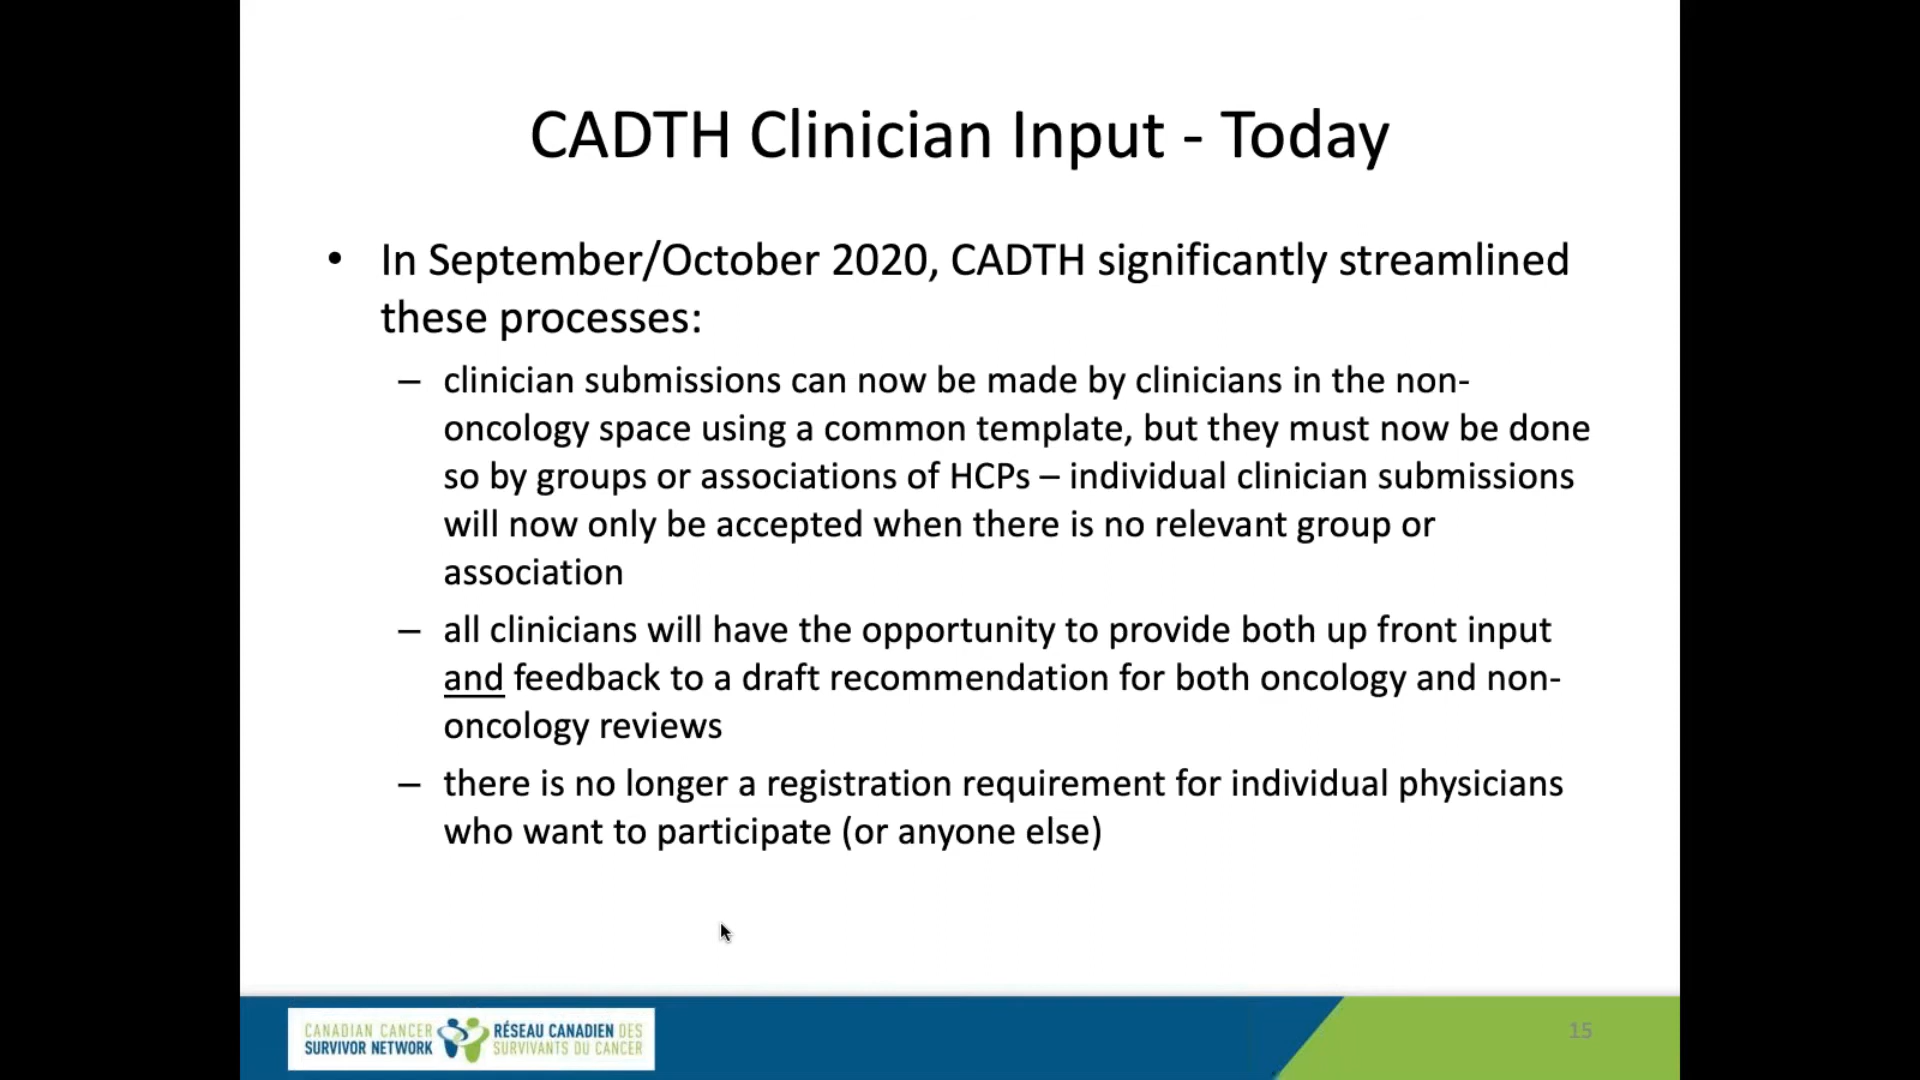 CADTH Clinician Input - Today
• In September/October 2020, CADTH significantly streamlined
these processes:
– clinician submissions can now be made by clinicians in the non-
oncology space using a common template, but they must now be done
so by groups or associations of HCPs – individual clinician submissions
will now only be accepted when there is no relevant group or
association
– all clinicians will have the opportunity to provide both up front input
and feedback to a draft recommendation for both oncology and non-
oncology reviews
– there is no longer a registration requirement for individual physicians
who want to participate (or anyone else)
CANADIAN CANCER
SURVIVOR NETWORK
RÉSEAU CANADIEN DES
SURVIVANTS DU CANCER
15